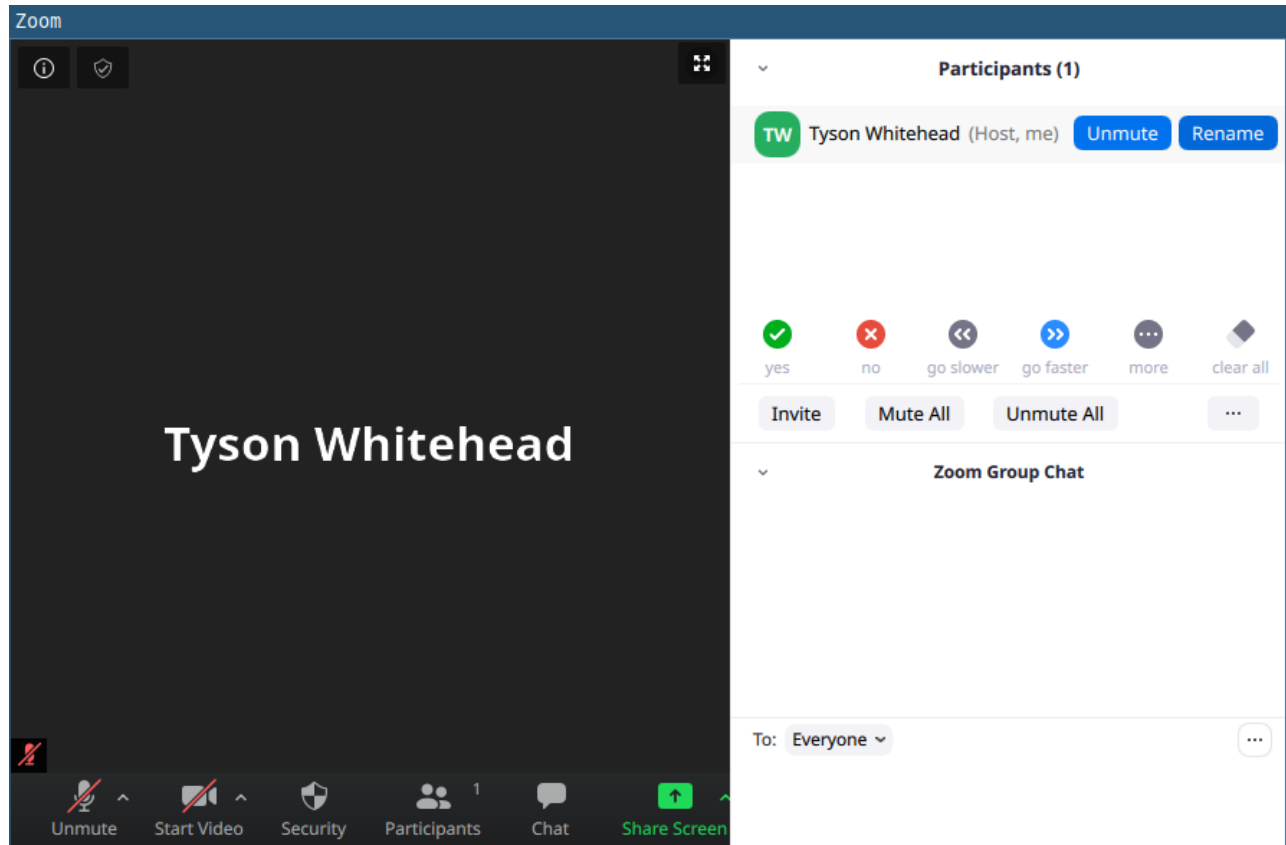 Zoom
Tyson Whitehead
Unmute Start Video Security Participants 1 Chat Share Screen
Participants (1)
TW Tyson Whitehead (Host, me) Unmute Rename
yes no go slower go faster more clear all
Invite Mute All Unmute All ...
Zoom Group Chat
To: Everyone ...